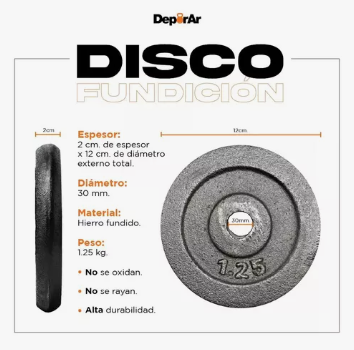 DeporAr
DISCO
FUNDICIÓN
2cm
12cm
Espesor:
2 cm. de espesor
x 12 cm. de diámetro
externo total.
Diámetro:
30 mm.
30mm
Material:
Hierro fundido.
Peso:
1.25 kg.
1.25
• No se oxidan.
• No se rayan.
• Alta durabilidad.